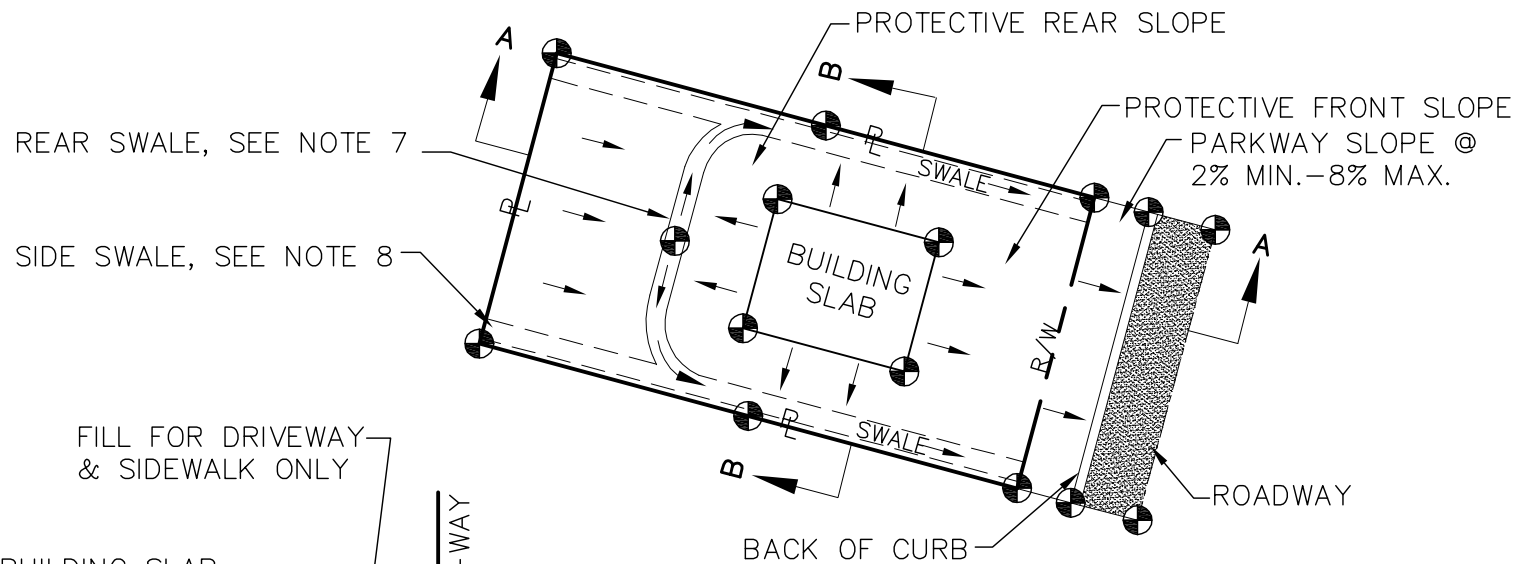 A
PROTECTIVE REAR SLOPE
B
PROTECTIVE FRONT SLOPE
PARKWAY SLOPE @
2% MIN.-8% MAX.
REAR SWALE, SEE NOTE 7
PL
SWALE
PL
A
SIDE SWALE, SEE NOTE 8
BUILDING
SLAB
R/W
PL
SWALE
FILL FOR DRIVEWAY
& SIDEWALK ONLY
B
ROADWAY
-WAY
BACK OF CURB
BUILDING SLAB